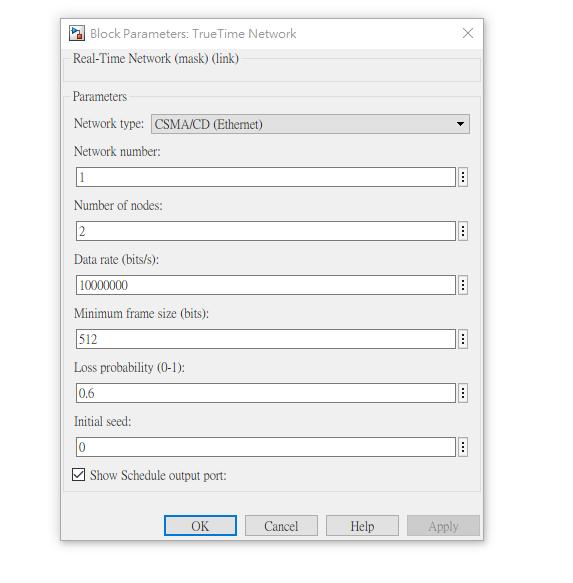 Block Parameters: TrueTime Network
Real-Time Network (mask) (link)
Parameters
Network type: CSMA/CD (Ethernet)
Network number:
1
Number of nodes:
2
Data rate (bits/s):
10000000
Minimum frame size (bits):
512
Loss probability (0-1):
0.6
Initial seed:
0
Show Schedule output port:
OK Cancel Help Apply